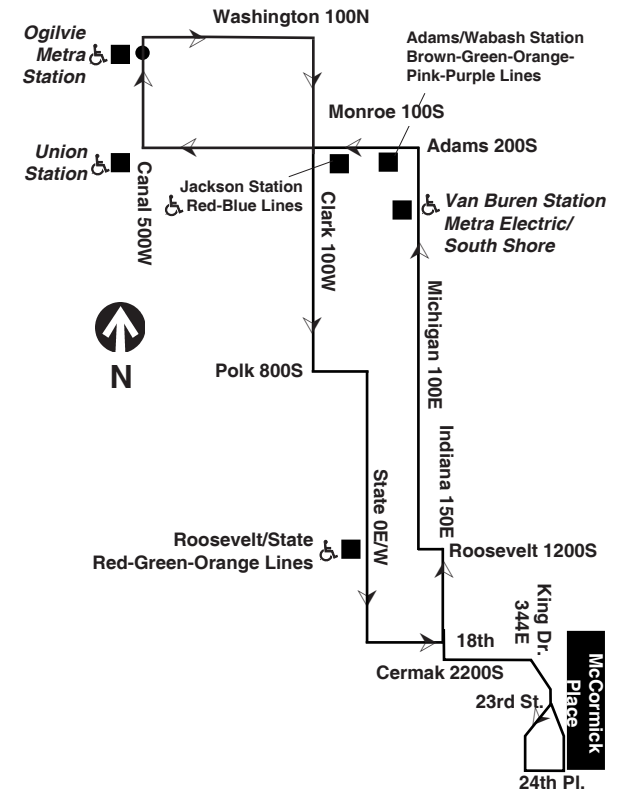 Washington 100N
Ogilvie
Metra
Station
Adams/Wabash Station
Brown-Green-Orange-
Pink-Purple Lines
Monroe 100S
Adams 200S
Union
Station
Canal 500W
Jackson Station
Red-Blue Lines
Clark 100W
Van Buren Station
Metra Electric/
South Shore
Michigan 100E
N
Polk 800S
Indiana 150E
State 0E/W
Roosevelt/State
Red-Green-Orange Lines
Roosevelt 1200S
King Dr.
344E
18th
Cermak 2200S
McCormick
Place
23rd St.
24th Pl.